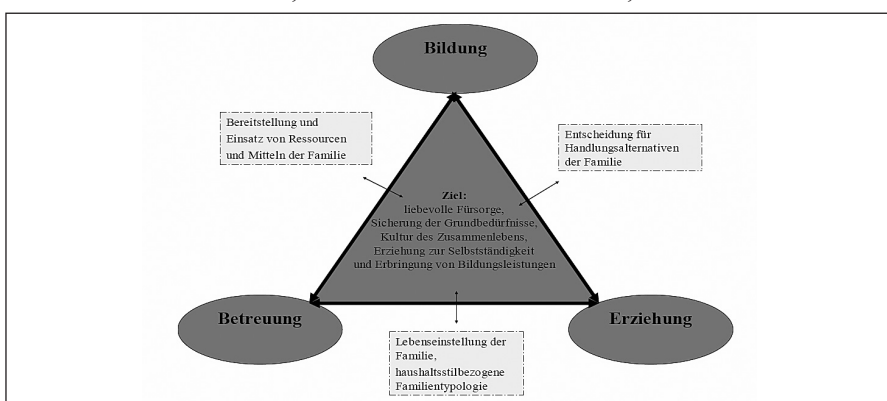 Bildung
Bereitstellung und
Einsatz von Ressourcen
und Mitteln der Familie
Entscheidung für
Handlungsalternativen
der Familie
Ziel:
liebevolle Fürsorge,
Sicherung der Grundbedürfnisse,
Kultur des Zusammenlebens,
Erziehung zur Selbstständigkeit
und Erbringung von Bildungsleistungen
Betreuung
Erziehung
Lebenseinstellung der
Familie,
haushaltsstilbezogene
Familientypologie